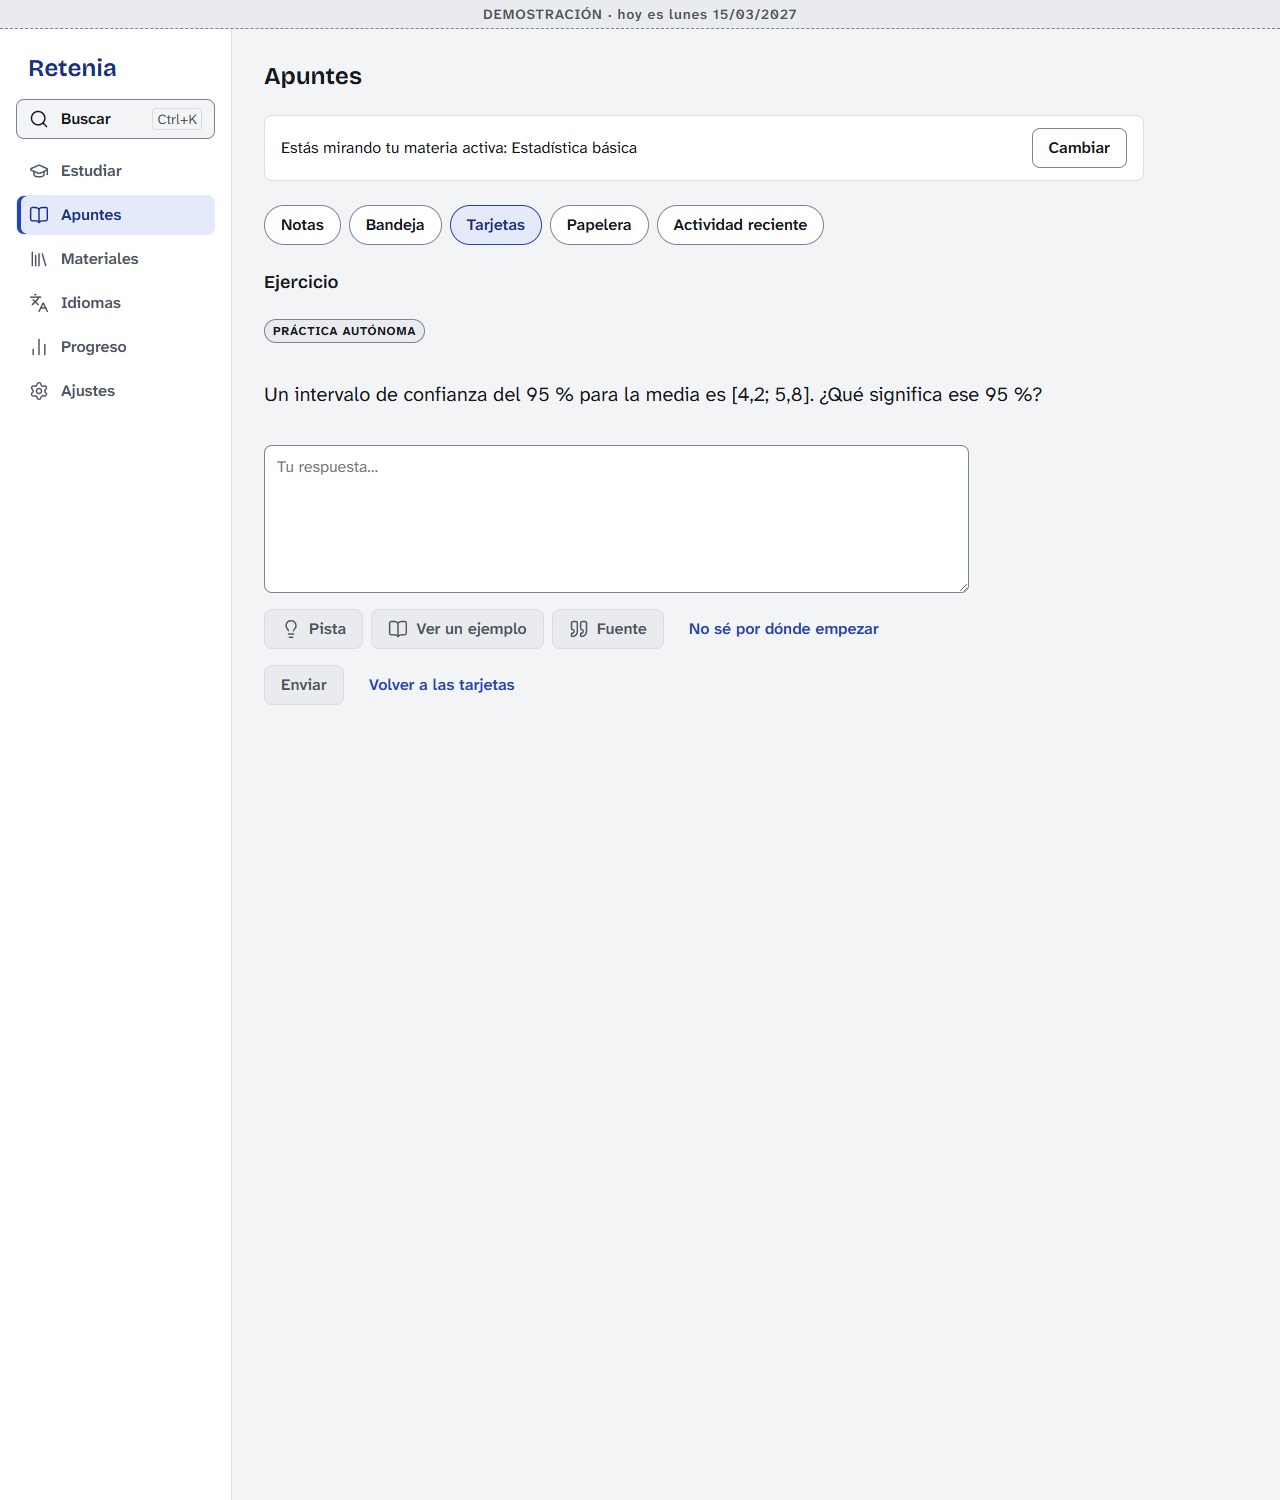 DEMOSTRACIÓN · hoy es lunes 15/03/2027
Retenia
Buscar Ctrl+K
Estudiar
Apuntes
Materiales
Idiomas
Progreso
Ajustes
Apuntes
Estás mirando tu materia activa: Estadística básica
Cambiar
Notas Bandeja Tarjetas Papelera Actividad reciente
Ejercicio
PRÁCTICA AUTÓNOMA
Un intervalo de confianza del 95 % para la media es [4,2; 5,8]. ¿Qué significa ese 95 %?
Tu respuesta…
Pista Ver un ejemplo Fuente No sé por dónde empezar
Enviar Volver a las tarjetas